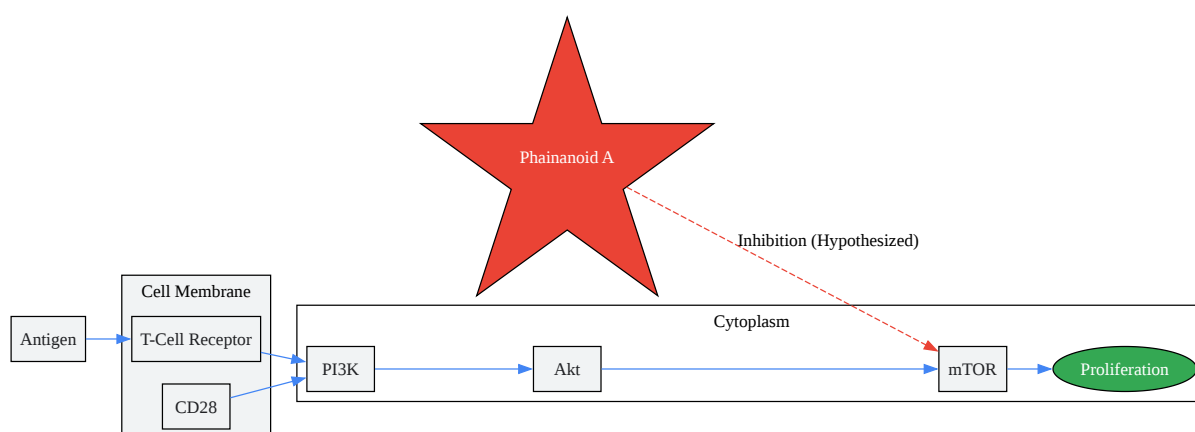 Phainanoid A
Inhibition (Hypothesized)
Cell Membrane
Cytoplasm
Antigen
T-Cell Receptor
PI3K
Akt
mTOR
Proliferation
CD28